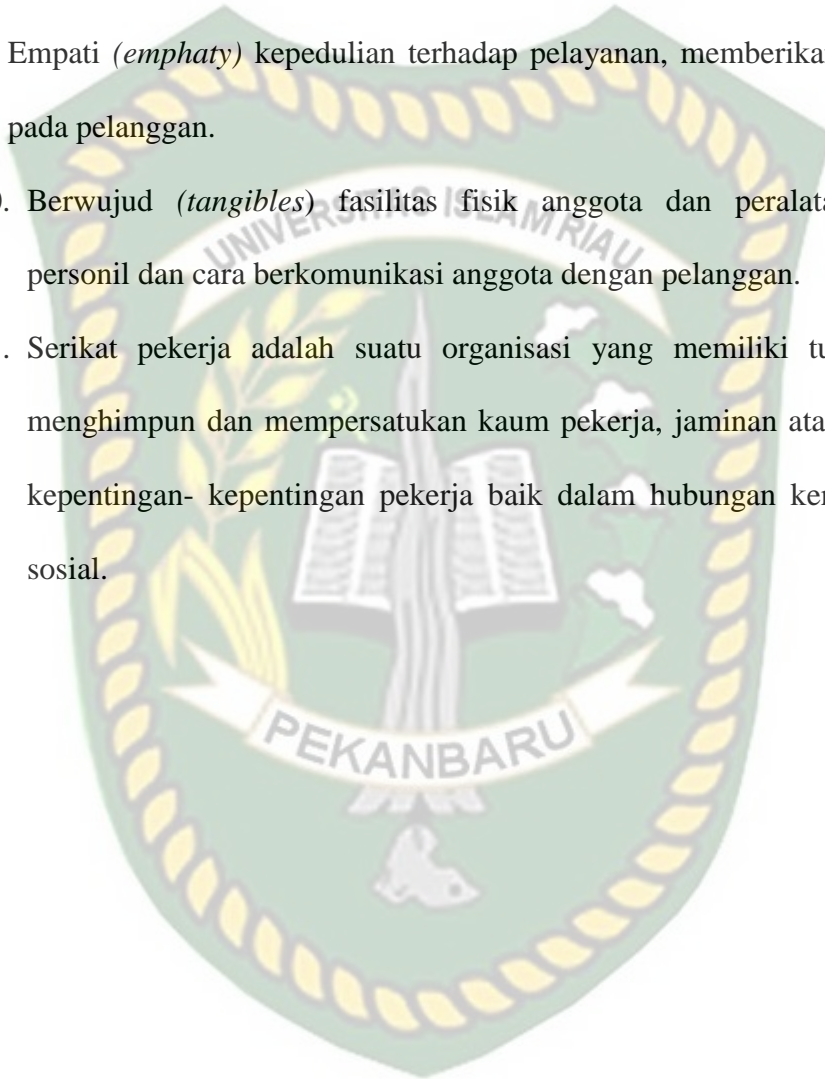 Empati (emphaty) kepedulian terhadap pelayanan, memberika
pada pelanggan.
. Berwujud (tangibles) fasilitas fisik anggota dan peralata
personil dan cara berkomunikasi anggota dengan pelanggan.
. Serikat pekerja adalah suatu organisasi yang memiliki tu
menghimpun dan mempersatukan kaum pekerja, jaminan ata
kepentingan- kepentingan pekerja baik dalam hubungan ker
sosial.
UNIVERSITAS ISLAM RIAU
PEKANBARU